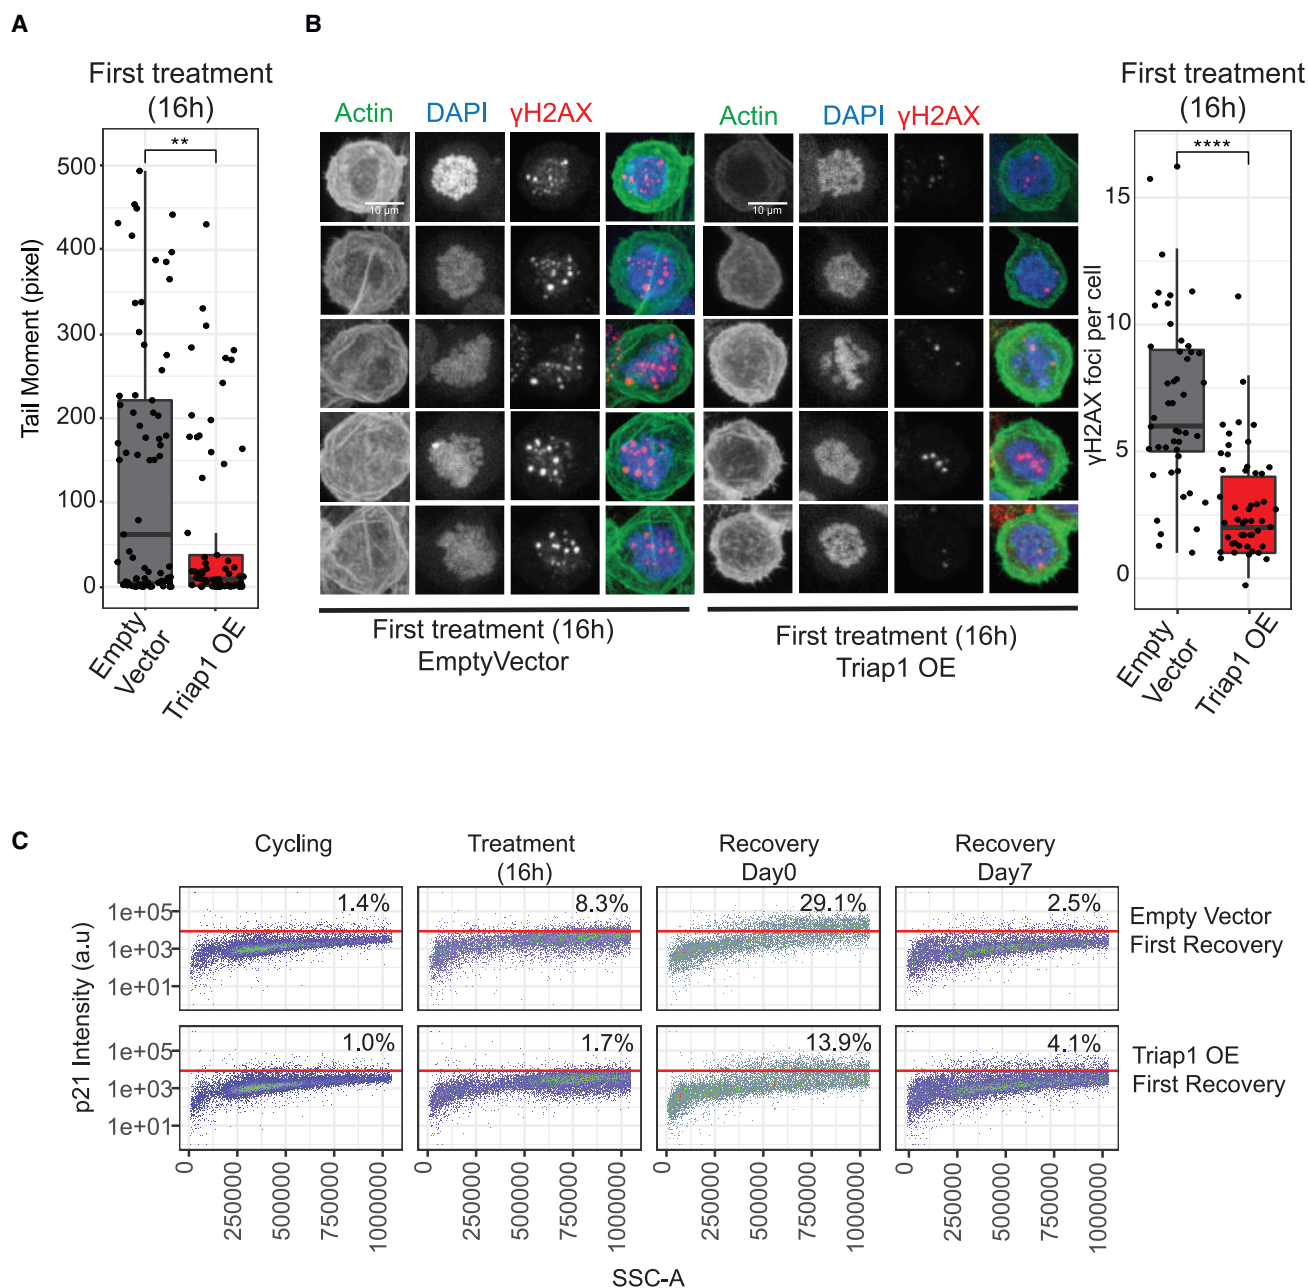 A
First treatment
(16h)
**
500
400
300
200
100
0
Tail Moment (pixel)
Empty
Vector
Triap1 OE
B
Actin DAPI γH2AX
Actin DAPI γH2AX
10 µm
10 µm
First treatment (16h)
EmptyVector
First treatment (16h)
Triap1 OE
First treatment
(16h)
****
15
10
5
0
γH2AX foci per cell
Empty
Vector
Triap1 OE
C
Cycling
Treatment
(16h)
Recovery
Day0
Recovery
Day7
1e+05
1e+03
1e+01
1.4%
8.3%
29.1%
2.5%
Empty Vector
First Recovery
1e+05
1e+03
1e+01
1.0%
1.7%
13.9%
4.1%
Triap1 OE
First Recovery
p21 Intensity (a.u)
0 250000 500000 750000 1000000
0 250000 500000 750000 1000000
0 250000 500000 750000 1000000
0 250000 500000 750000 1000000
SSC-A